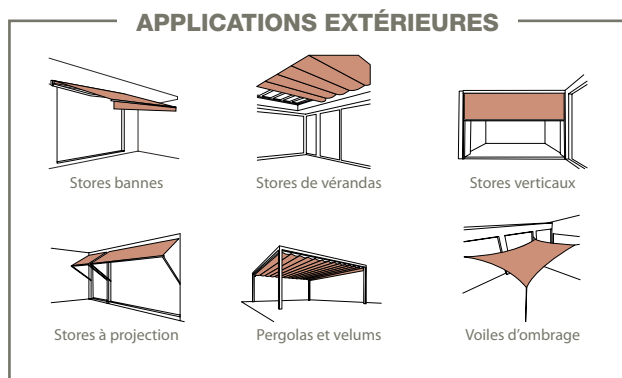 APPLICATIONS EXTÉRIEURES
Stores bannes
Stores de vérandas
Stores verticaux
Stores à projection
Pergolas et velums
Voiles d’ombrage